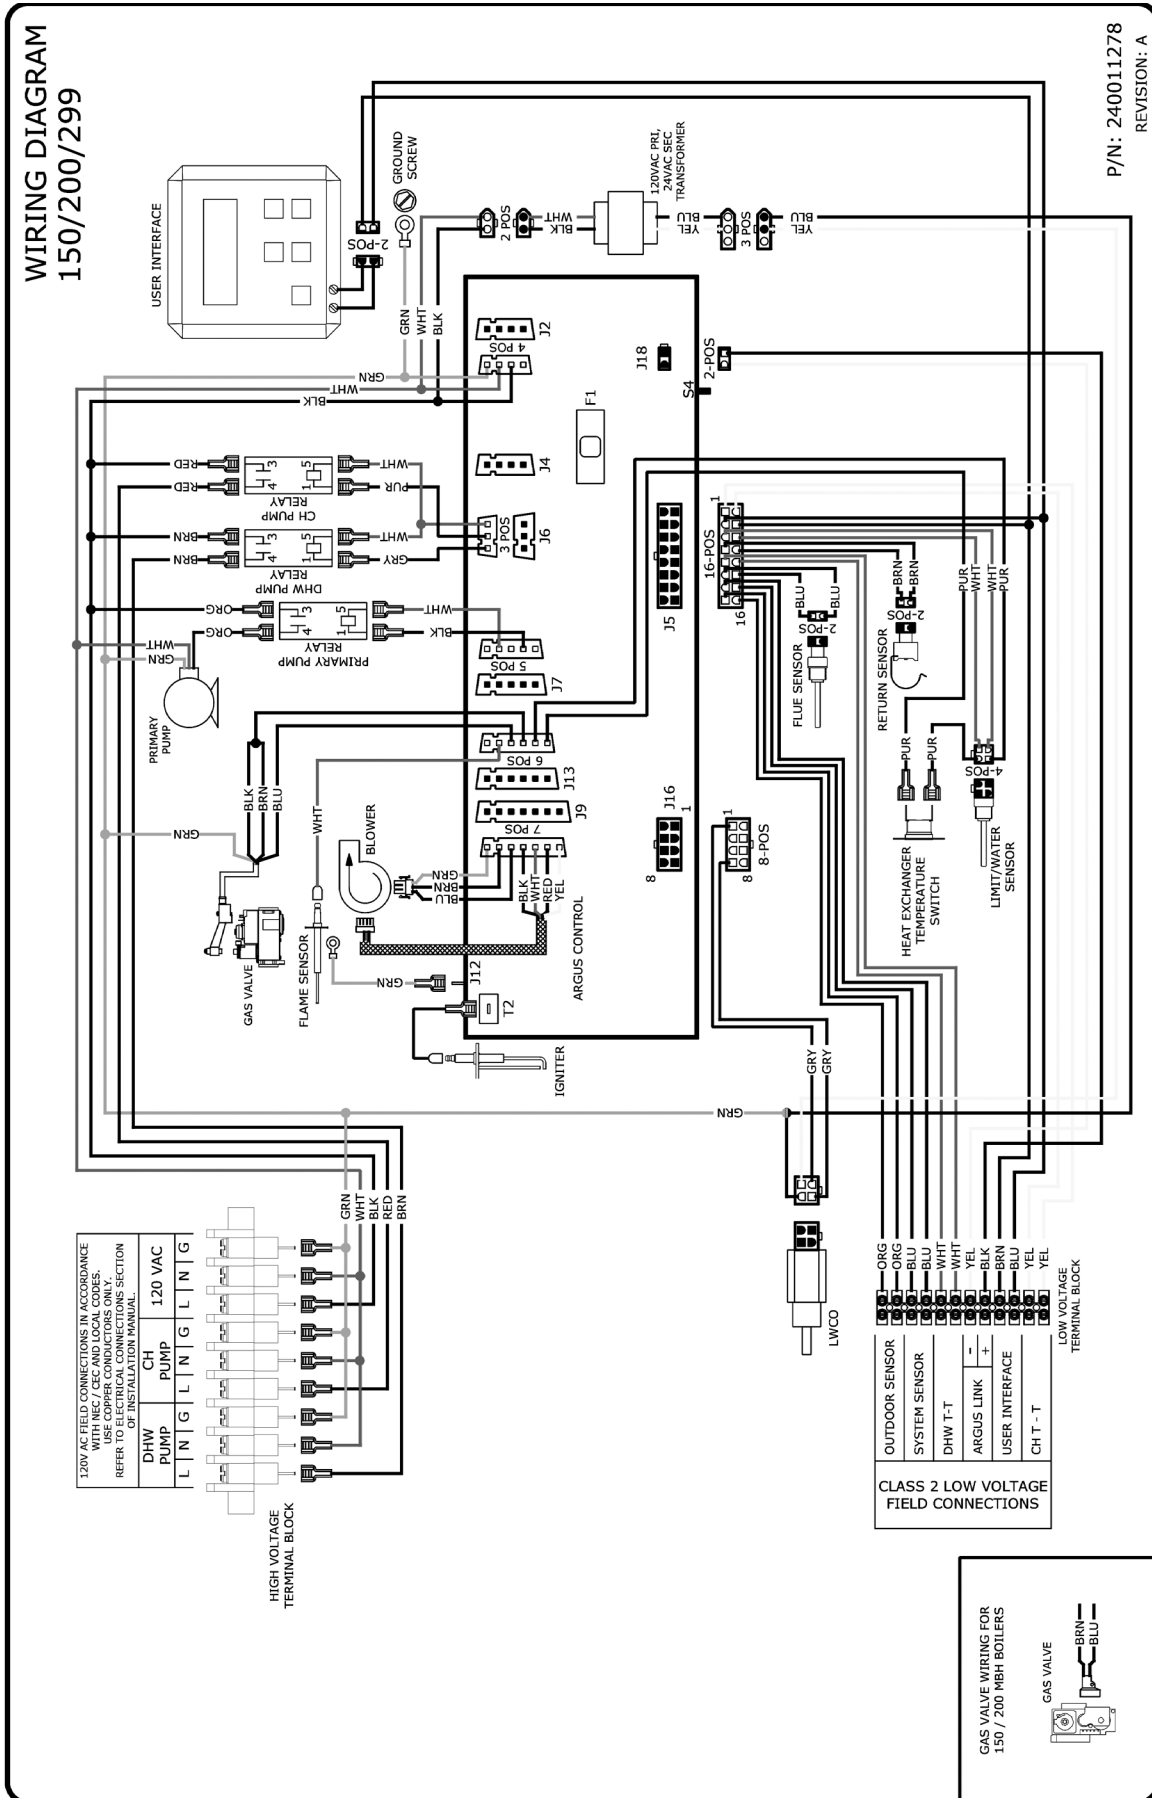 WIRING DIAGRAM
150/200/299
P/N: 240011278
REVISION: A
USER INTERFACE
2-POS
GROUND
SCREW
GRN
WHT
BLK
2 POS
WHT
BLK
120VAC PRI,
24VAC SEC
TRANSFORMER
BLU
YEL
3 POS
BLU
YEL
GRN
WHT
BLK
4 POS
J2
J18
2-POS
S4
F1
J4
RED
RED
3
4
5
1
RELAY
CH PUMP
WHT
PUR
BRN
BRN
3
4
5
1
RELAY
DHW PUMP
WHT
GRY
3 POS
J6
ORG
ORG
3
4
5
1
RELAY
PRIMARY PUMP
WHT
BLK
5 POS
J7
J5
16-POS
1
16
WHT
GRN
PRIMARY
PUMP
BLK
BRN
BLU
GRN
GAS VALVE
WHT
FLAME SENSOR
BLOWER
6 POS
J13
J9
7 POS
GRN
BRN
BLU
BLK
WHT
RED
YEL
J16
1
8
1
8
8-POS
ARGUS CONTROL
GRN
J12
T2
IGNITER
BLU
BLU
2-POS
FLUE SENSOR
BRN
BRN
2-POS
RETURN SENSOR
PUR
WHT
WHT
PUR
PUR
PUR
4-POS
HEAT EXCHANGER
TEMPERATURE
SWITCH
LIMIT/WATER
SENSOR
GRN
GRY
GRY
LWCO
GRN
WHT
BLK
RED
BRN
120V AC FIELD CONNECTIONS IN ACCORDANCE
WITH NEC / CEC AND LOCAL CODES.
USE COPPER CONDUCTORS ONLY.
REFER TO ELECTRICAL CONNECTIONS SECTION
OF INSTALLATION MANUAL.
DHW
PUMP
CH
PUMP
120 VAC
L N G L N G L N G
HIGH VOLTAGE
TERMINAL BLOCK
ORG
ORG
BLU
BLU
WHT
WHT
YEL
BLK
BRN
BLU
YEL
YEL
LOW VOLTAGE
TERMINAL BLOCK
OUTDOOR SENSOR
SYSTEM SENSOR
DHW T-T
ARGUS LINK
-
+
USER INTERFACE
CH T - T
CLASS 2 LOW VOLTAGE
FIELD CONNECTIONS
GAS VALVE WIRING FOR
150 / 200 MBH BOILERS
GAS VALVE
BRN
BLU